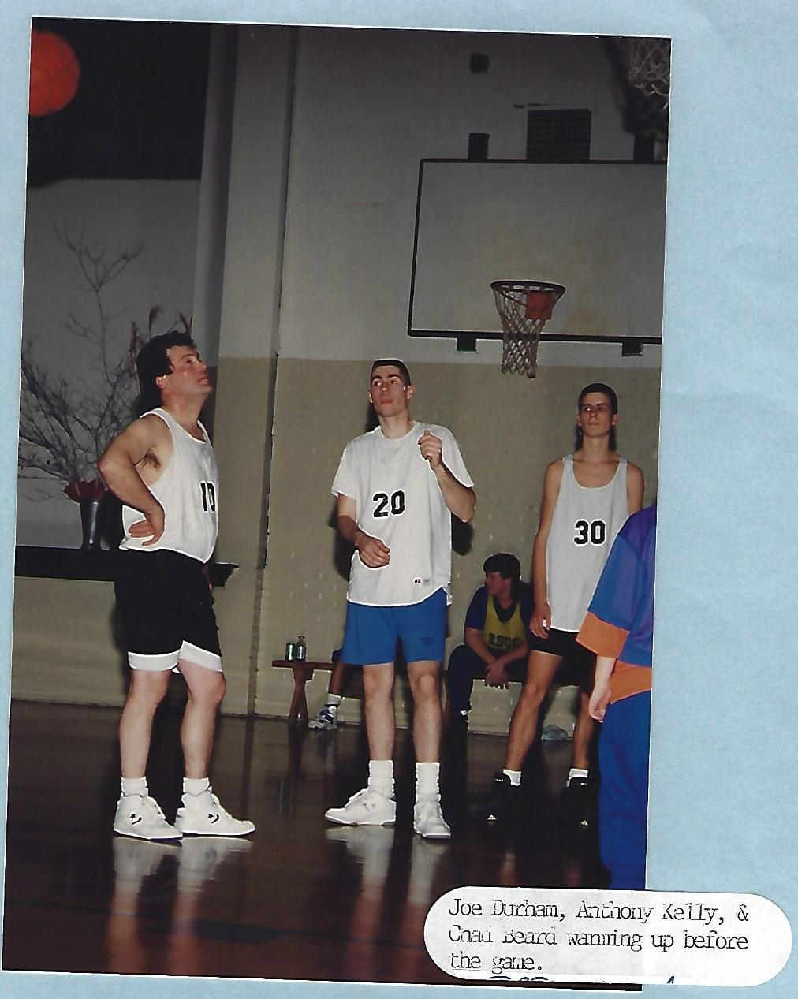 10
20
30
RSCC
Joe Durham, Anthony Kelly, &
Chad Beard warming up before
the game.